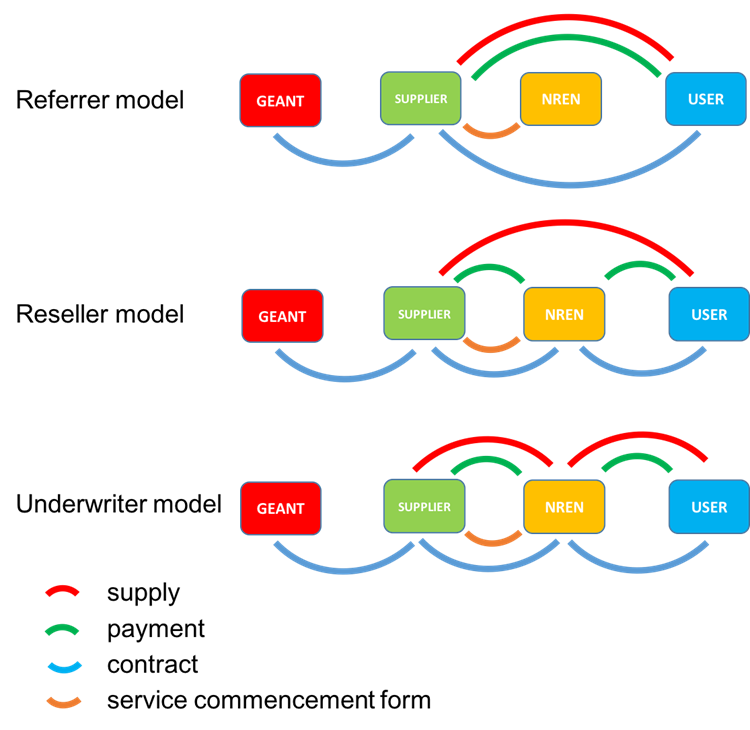 Referrer model
GEANT
SUPPLIER
NREN
USER
Reseller model
GEANT
SUPPLIER
NREN
USER
Underwriter model
GEANT
SUPPLIER
NREN
USER
supply
payment
contract
service commencement form